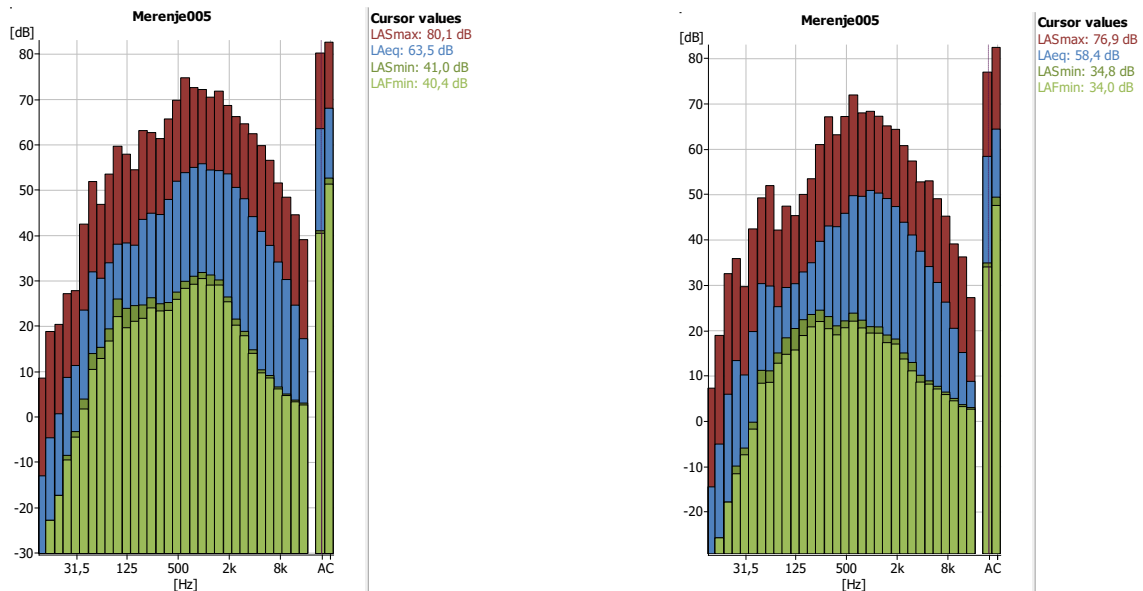 Merenje005
[dB]
80
70
60
50
40
30
20
10
0
-10
-20
-30
31,5 125 500 2k 8k AC
[Hz]
Cursor values
LASmax: 80,1 dB
LAeq: 63,5 dB
LASmin: 41,0 dB
LAFmin: 40,4 dB
Merenje005
[dB]
80
70
60
50
40
30
20
10
0
-10
-20
31,5 125 500 2k 8k AC
[Hz]
Cursor values
LASmax: 76,9 dB
LAeq: 58,4 dB
LASmin: 34,8 dB
LAFmin: 34,0 dB